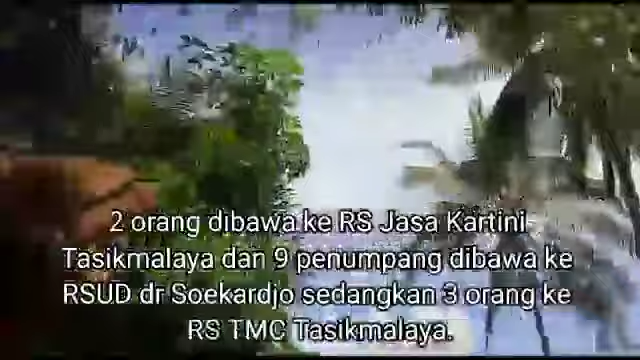 2 orang dibawa ke RS Jasa Kartini
Tasikmalaya dan 9 penumpang dibawa ke
RSUD dr Soekardjo sedangkan 3 orang ke
RS TMC Tasikmalaya.